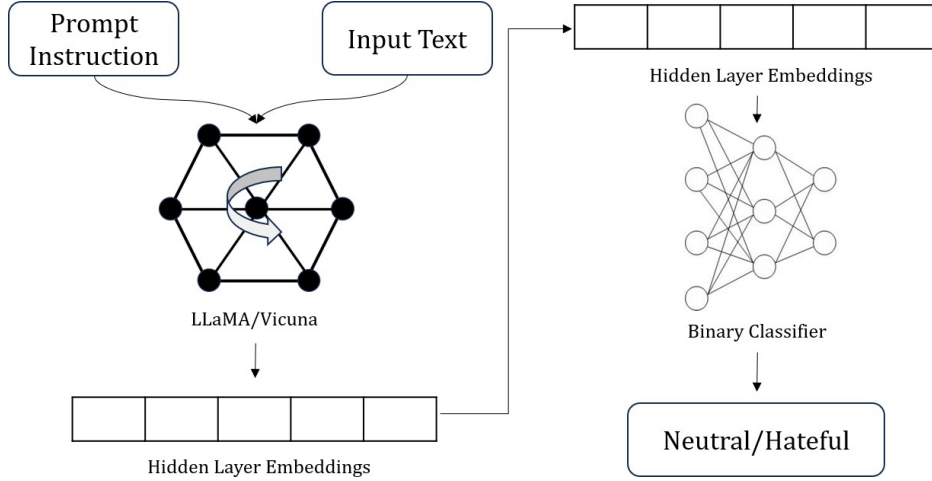 Prompt
Instruction
Input Text
LLaMA/Vicuna
Hidden Layer Embeddings
Hidden Layer Embeddings
Binary Classifier
Neutral/Hateful